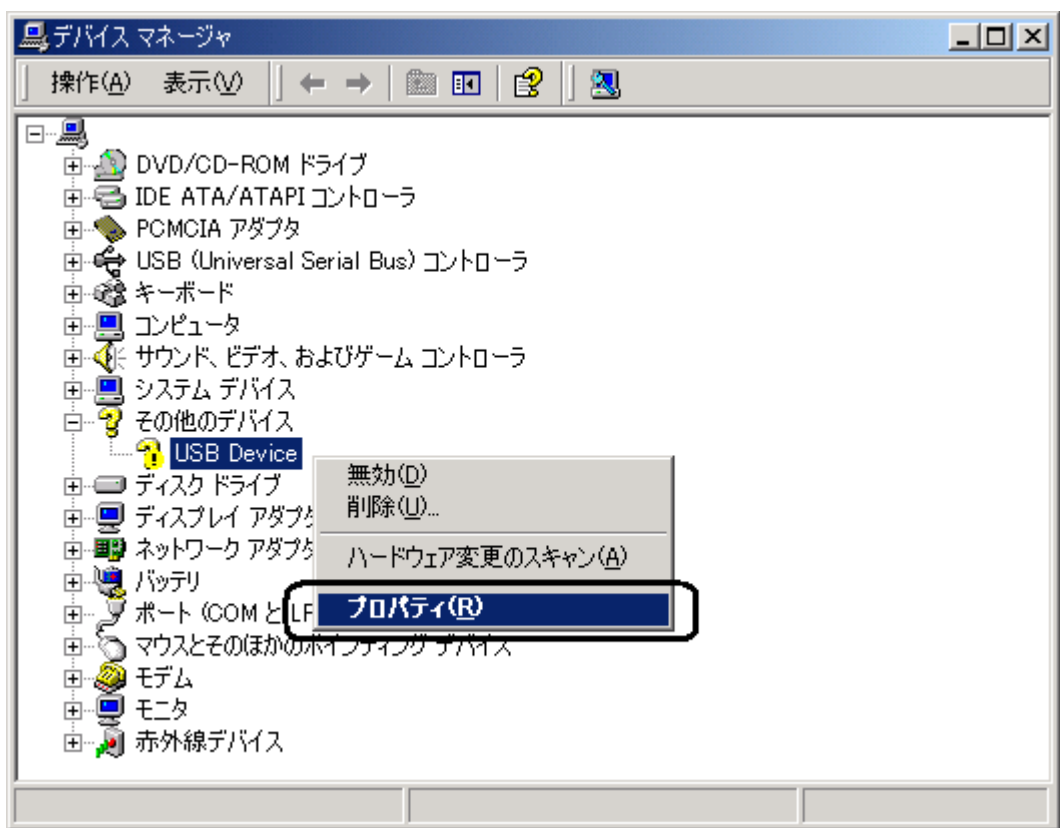 デバイス マネージャ
操作(A) 表示(V)
DVD/CD-ROM ドライブ
IDE ATA/ATAPI コントローラ
PCMCIA アダプタ
USB (Universal Serial Bus) コントローラ
キーボード
コンピュータ
サウンド、ビデオ、およびゲーム コントローラ
システム デバイス
その他のデバイス
USB Device
無効(D)
ディスク ドライブ
削除(U)...
ディスプレイ アダプタ
ハードウェア変更のスキャン(A)
ネットワーク アダプタ
バッテリ
プロパティ(R)
ポート (COM と LP
マウスとそのほかのポインティング デバイス
モデム
モニタ
赤外線デバイス